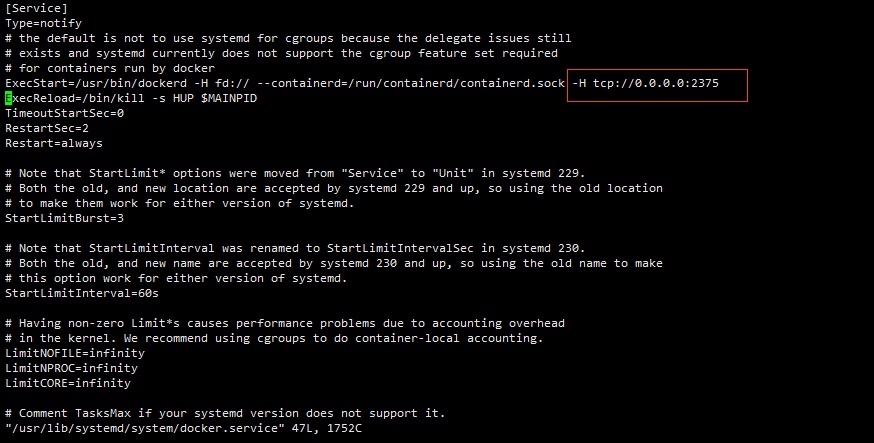 [Service]
Type=notify
# the default is not to use systemd for cgroups because the delegate issues still
# exists and systemd currently does not support the cgroup feature set required
# for containers run by docker
ExecStart=/usr/bin/dockerd -H fd:// --containerd=/run/containerd/containerd.sock -H tcp://0.0.0.0:2375
ExecReload=/bin/kill -s HUP $MAINPID
TimeoutStartSec=0
RestartSec=2
Restart=always
# Note that StartLimit* options were moved from "Service" to "Unit" in systemd 229.
# Both the old, and new location are accepted by systemd 229 and up, so using the old location
# to make them work for either version of systemd.
StartLimitBurst=3
# Note that StartLimitInterval was renamed to StartLimitIntervalSec in systemd 230.
# Both the old, and new name are accepted by systemd 230 and up, so using the old name to make
# this option work for either version of systemd.
StartLimitInterval=60s
# Having non-zero Limit*s causes performance problems due to accounting overhead
# in the kernel. We recommend using cgroups to do container-local accounting.
LimitNOFILE=infinity
LimitNPROC=infinity
LimitCORE=infinity
# Comment TasksMax if your systemd version does not support it.
"/usr/lib/systemd/system/docker.service" 47L, 1752C